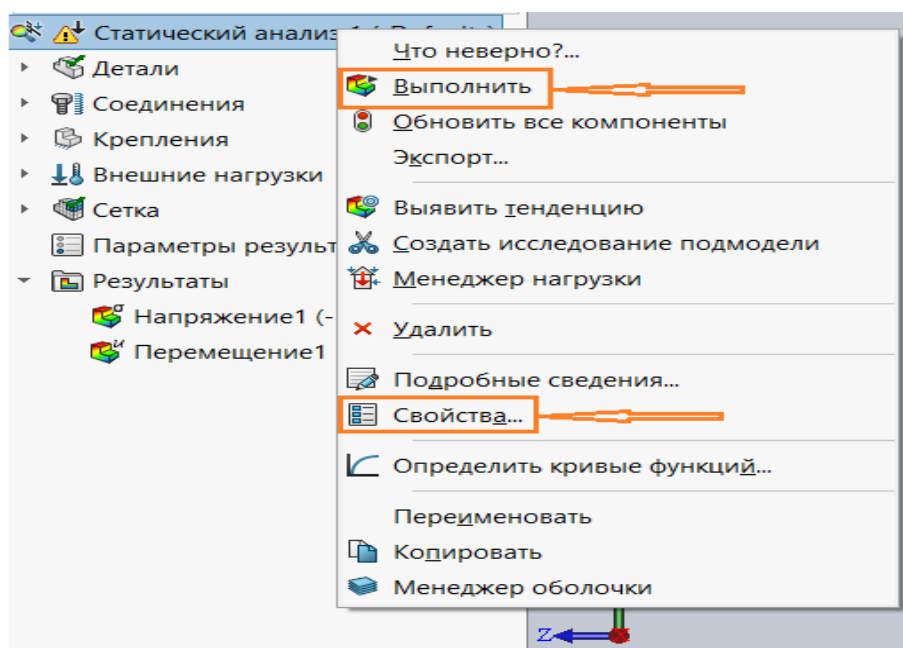 Статический анализ 1 (-Default-)
Детали
Соединения
Крепления
Внешние нагрузки
Сетка
Параметры результ
Результаты
Напряжение1 (-
Перемещение1
Что неверно?...
Выполнить
Обновить все компоненты
Экспорт...
Выявить тенденцию
Создать исследование подмодели
Менеджер нагрузки
Удалить
Подробные сведения...
Свойства...
Определить кривые функций...
Переименовать
Копировать
Менеджер оболочки
Z